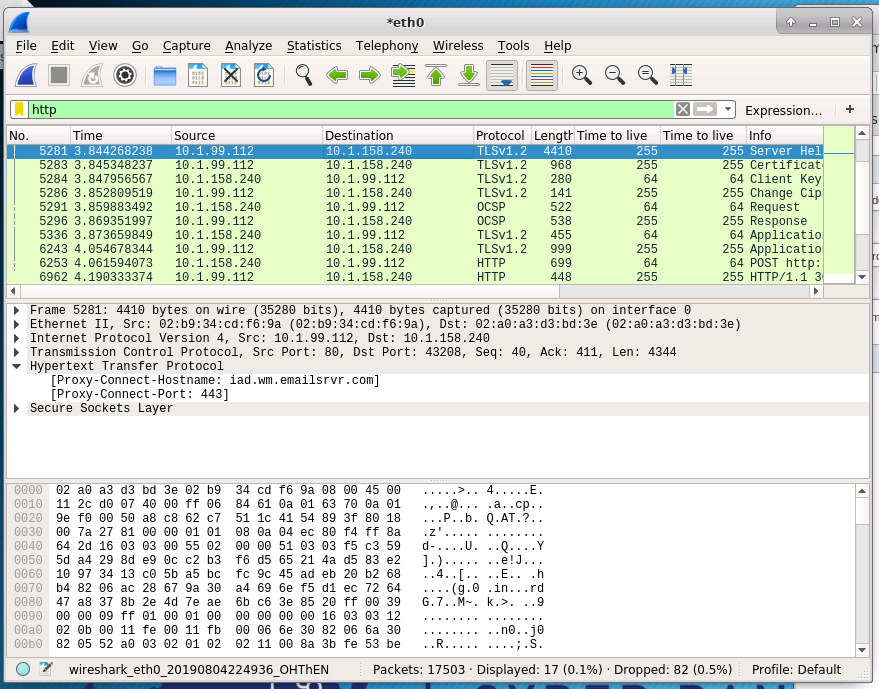 *eth0
File Edit View Go Capture Analyze Statistics Telephony Wireless Tools Help
http Expression... +
No. Time Source Destination Protocol Length Time to live Time to live Info
5281 3.844268238 10.1.99.112 10.1.158.240 TLSv1.2 4410 255 255 Server Hel
5283 3.845348237 10.1.99.112 10.1.158.240 TLSv1.2 968 255 255 Certificat
5284 3.847956567 10.1.158.240 10.1.99.112 TLSv1.2 280 64 64 Client Key
5286 3.852809519 10.1.99.112 10.1.158.240 TLSv1.2 141 255 255 Change Cip
5291 3.859883492 10.1.158.240 10.1.99.112 OCSP 522 64 64 Request
5296 3.869351997 10.1.99.112 10.1.158.240 OCSP 538 255 255 Response
5336 3.873659849 10.1.158.240 10.1.99.112 TLSv1.2 455 64 64 Applicatio
6243 4.054678344 10.1.99.112 10.1.158.240 TLSv1.2 999 255 255 Applicatio
6253 4.061594073 10.1.158.240 10.1.99.112 HTTP 699 64 64 POST http:
6962 4.190333374 10.1.99.112 10.1.158.240 HTTP 448 255 255 HTTP/1.1 3
Frame 5281: 4410 bytes on wire (35280 bits), 4410 bytes captured (35280 bits) on interface 0
Ethernet II, Src: 02:b9:34:cd:f6:9a (02:b9:34:cd:f6:9a), Dst: 02:a0:a3:d3:bd:3e (02:a0:a3:d3:bd:3e)
Internet Protocol Version 4, Src: 10.1.99.112, Dst: 10.1.158.240
Transmission Control Protocol, Src Port: 80, Dst Port: 43208, Seq: 40, Ack: 411, Len: 4344
Hypertext Transfer Protocol
[Proxy-Connect-Hostname: iad.wm.emailsrvr.com]
[Proxy-Connect-Port: 443]
Secure Sockets Layer
0000 02 a0 a3 d3 bd 3e 02 b9 34 cd f6 9a 08 00 45 00 .....>.. 4.....E.
0010 11 2c d0 07 40 00 ff 06 84 61 0a 01 63 70 0a 01 .,..@... .a..cp..
0020 9e f0 00 50 a8 c8 62 c7 51 1c 41 54 89 3f 80 18 ...P..b. Q.AT.?..
0030 00 7a 27 81 00 00 01 01 08 0a 04 ec 80 f4 ff 8a .z'..... ........
0040 64 2d 16 03 03 00 55 02 00 00 51 03 03 f5 c3 59 d-....U. ..Q....Y
0050 5d a4 29 8d e9 0c c2 b3 f6 d5 65 21 4a d5 83 e2 ].)..... ..e!J...
0060 10 97 34 13 c0 5b a5 bc fc 9c 45 ad eb 20 b2 68 ..4..[.. ..E.. .h
0070 b4 82 06 ac 28 67 9a 30 a4 69 6e f5 d1 ec 72 64 ....(g.0 .in...rd
0080 47 a8 37 8b 2e 4d 7e ae 6b c6 3e 85 20 ff 00 39 G.7..M~. k.>. ..9
0090 00 00 09 ff 01 00 01 00 00 00 00 00 16 03 03 12 ........ ........
00a0 02 0b 00 11 fe 00 11 fb 00 06 6e 30 82 06 6a 30 ........ ..n0..j0
00b0 82 05 52 a0 03 02 01 02 02 11 00 8a 3b fe 53 be ..R..... ....;.S.
wireshark_eth0_20190804224936_OHThEN Packets: 17503 · Displayed: 17 (0.1%) · Dropped: 82 (0.5%) Profile: Default